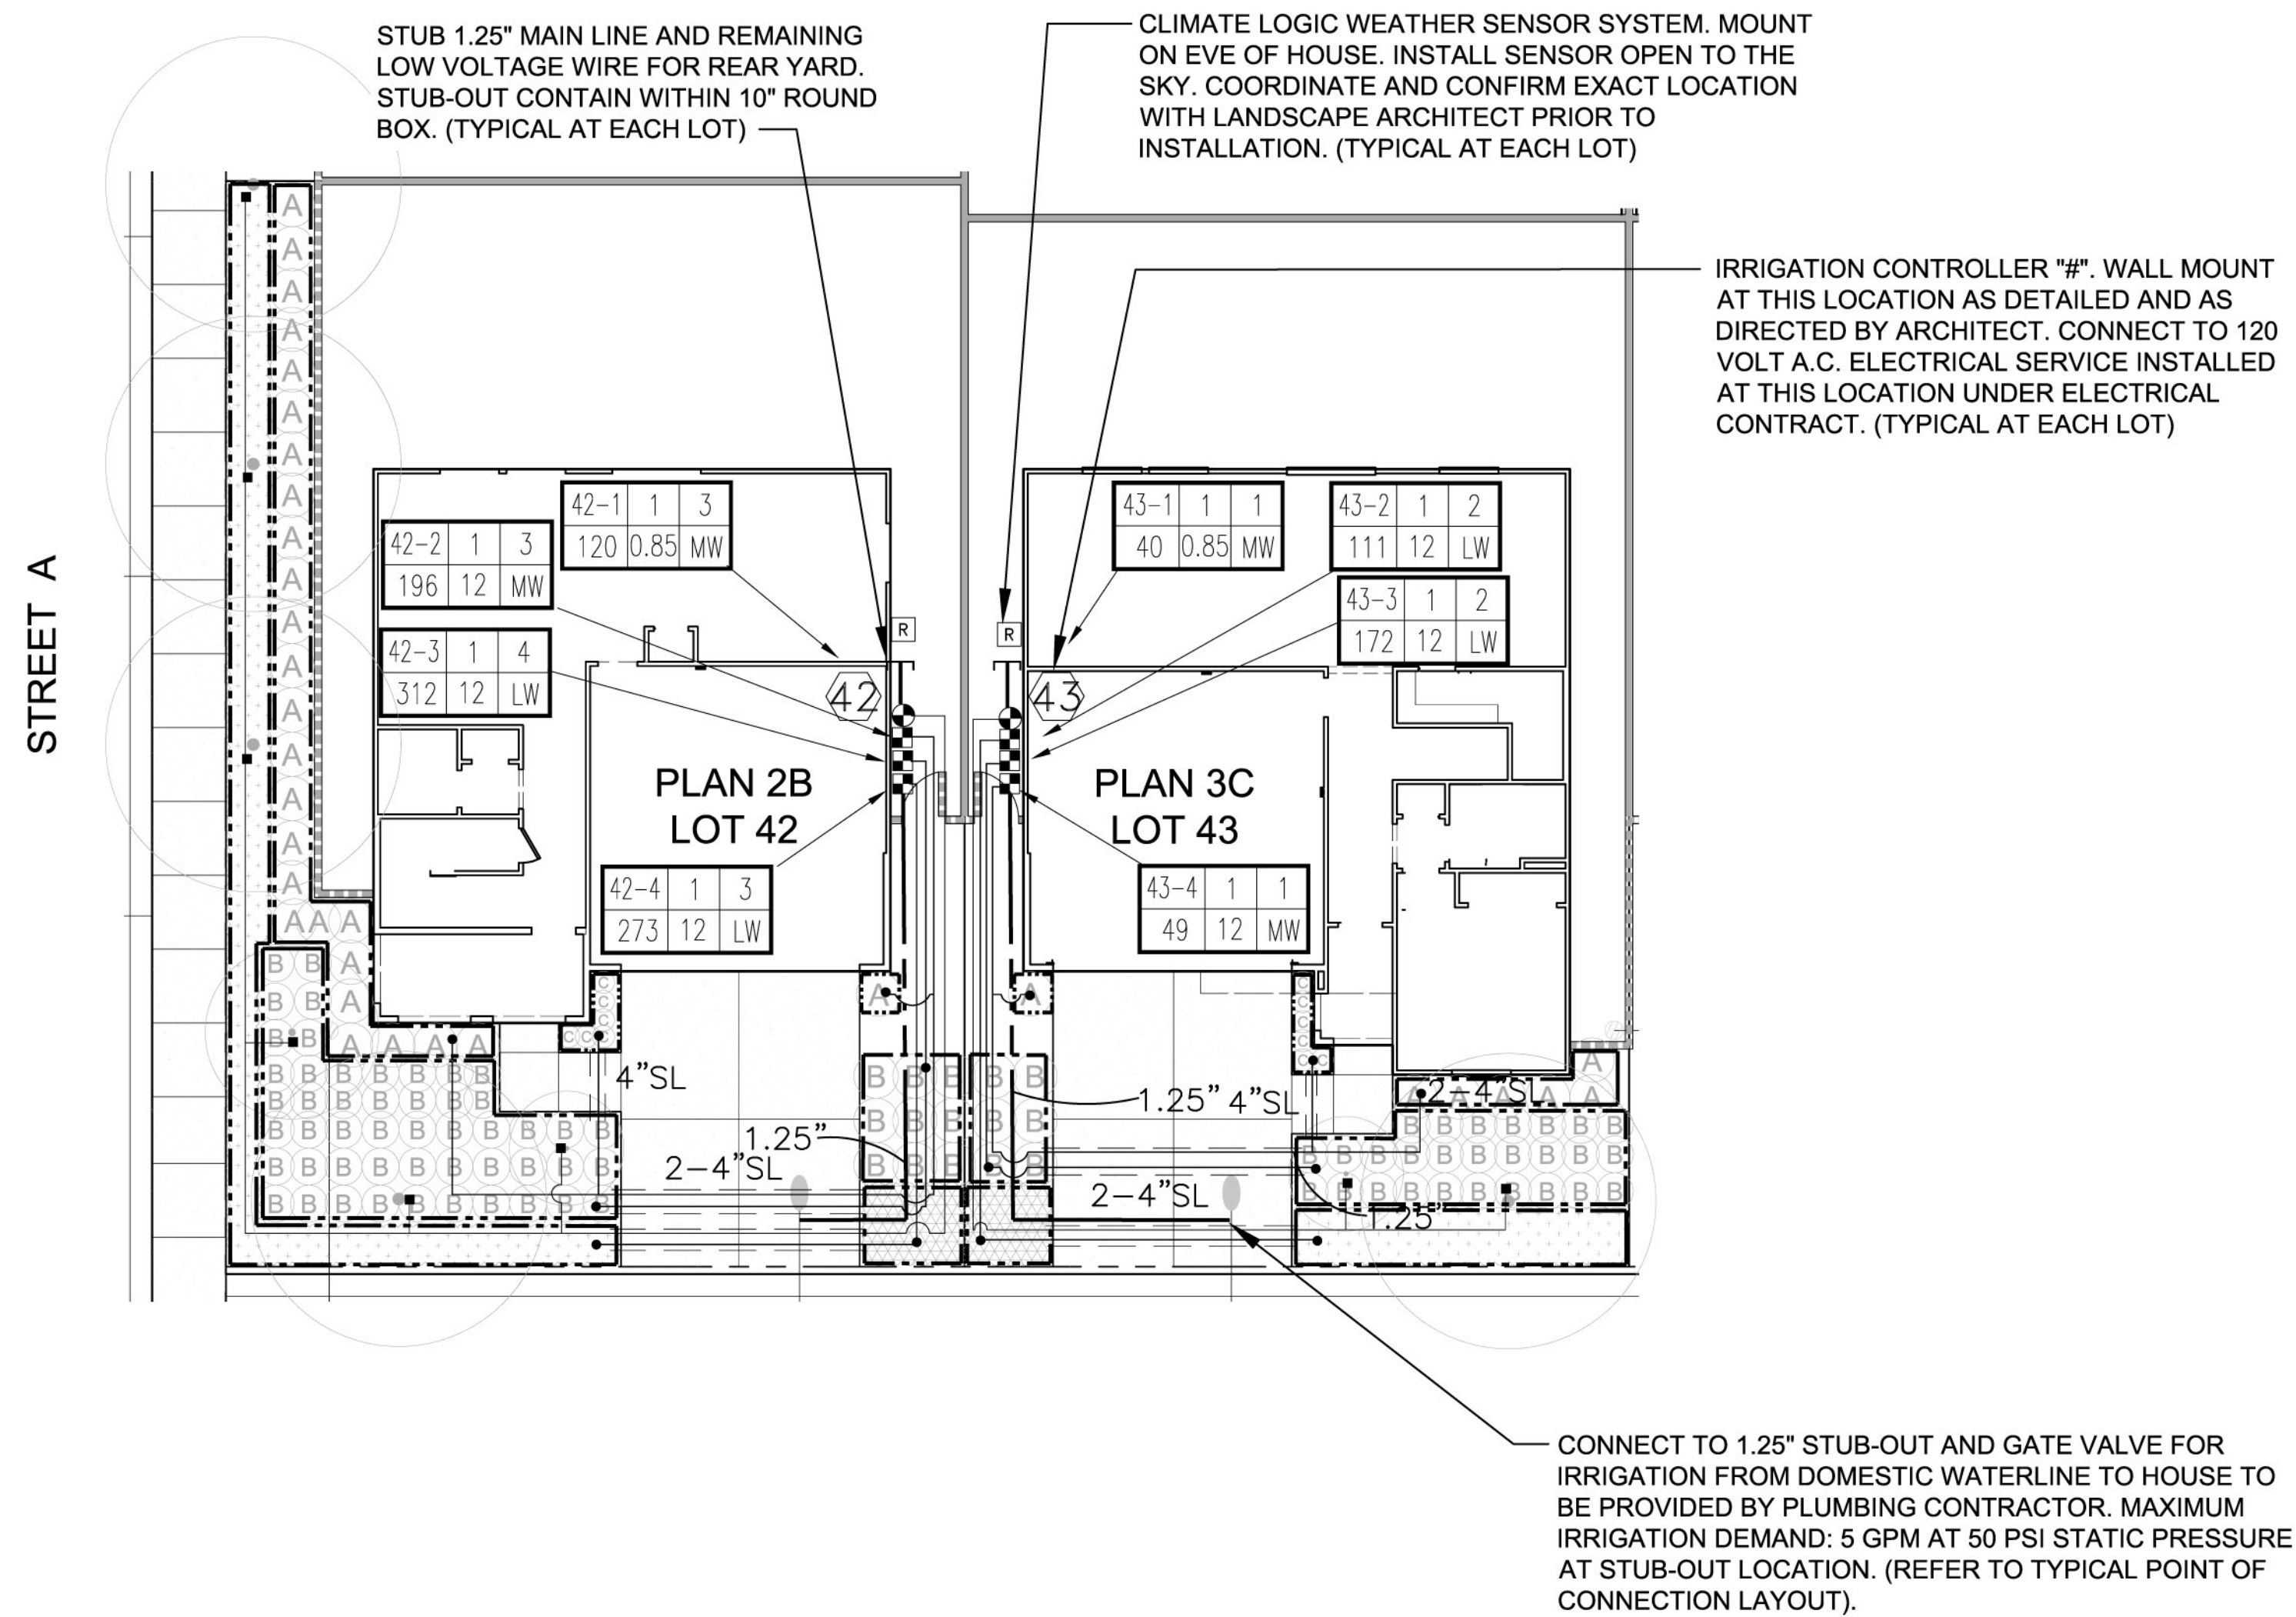 STUB 1.25" MAIN LINE AND REMAINING
LOW VOLTAGE WIRE FOR REAR YARD.
STUB-OUT CONTAIN WITHIN 10" ROUND
BOX. (TYPICAL AT EACH LOT)
CLIMATE LOGIC WEATHER SENSOR SYSTEM. MOUNT
ON EVE OF HOUSE. INSTALL SENSOR OPEN TO THE
SKY. COORDINATE AND CONFIRM EXACT LOCATION
WITH LANDSCAPE ARCHITECT PRIOR TO
INSTALLATION. (TYPICAL AT EACH LOT)
IRRIGATION CONTROLLER "#". WALL MOUNT
AT THIS LOCATION AS DETAILED AND AS
DIRECTED BY ARCHITECT. CONNECT TO 120
VOLT A.C. ELECTRICAL SERVICE INSTALLED
AT THIS LOCATION UNDER ELECTRICAL
CONTRACT. (TYPICAL AT EACH LOT)
STREET A
42-1 1 3
120 0.85 MW
42-2 1 3
196 12 MW
42-3 1 4
312 12 LW
43-1 1 1
40 0.85 MW
43-2 1 2
111 12 LW
43-3 1 2
172 12 LW
R
R
42
43
PLAN 2B
LOT 42
PLAN 3C
LOT 43
42-4 1 3
273 12 LW
43-4 1 1
49 12 MW
4"SL
1.25"
2-4"SL
1.25" 4"SL
2-4"SL
2-4"SL
1.25"
CONNECT TO 1.25" STUB-OUT AND GATE VALVE FOR
IRRIGATION FROM DOMESTIC WATERLINE TO HOUSE TO
BE PROVIDED BY PLUMBING CONTRACTOR. MAXIMUM
IRRIGATION DEMAND: 5 GPM AT 50 PSI STATIC PRESSURE
AT STUB-OUT LOCATION. (REFER TO TYPICAL POINT OF
CONNECTION LAYOUT).